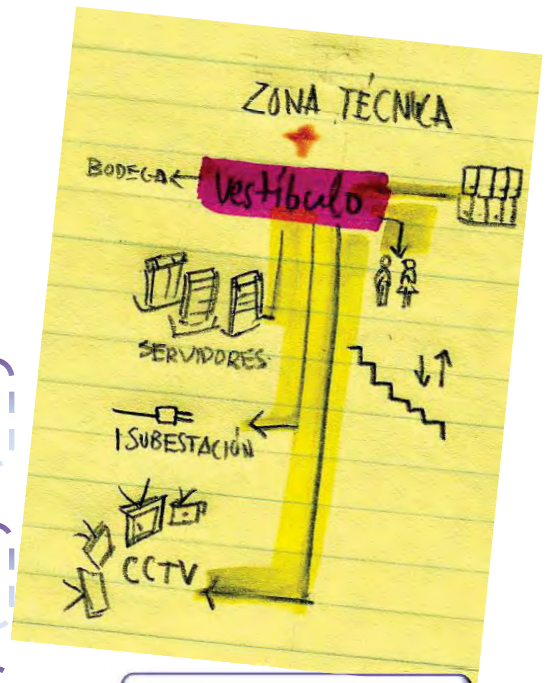 ZONA TÉCNICA
BODEGA
Vestíbulo
SERVIDORES
SUBESTACIÓN
CCTV